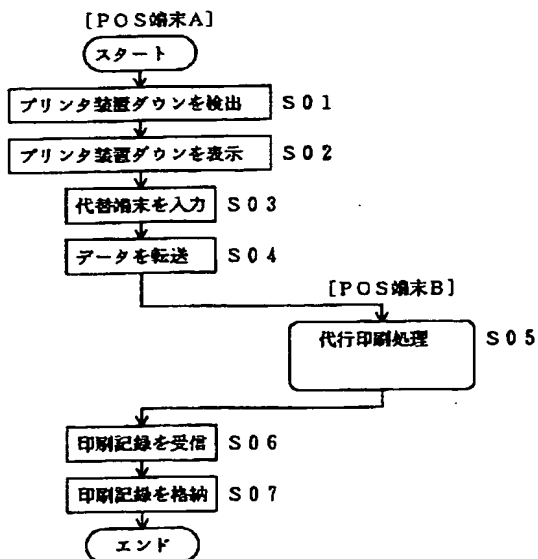 [POS端末A]
スタート
プリンタ装置ダウンを検出 S01
プリンタ装置ダウンを表示 S02
代替端末を入力 S03
データを転送 S04
[POS端末B]
代行印刷処理 S05
印刷記録を受信 S06
印刷記録を格納 S07
エンド